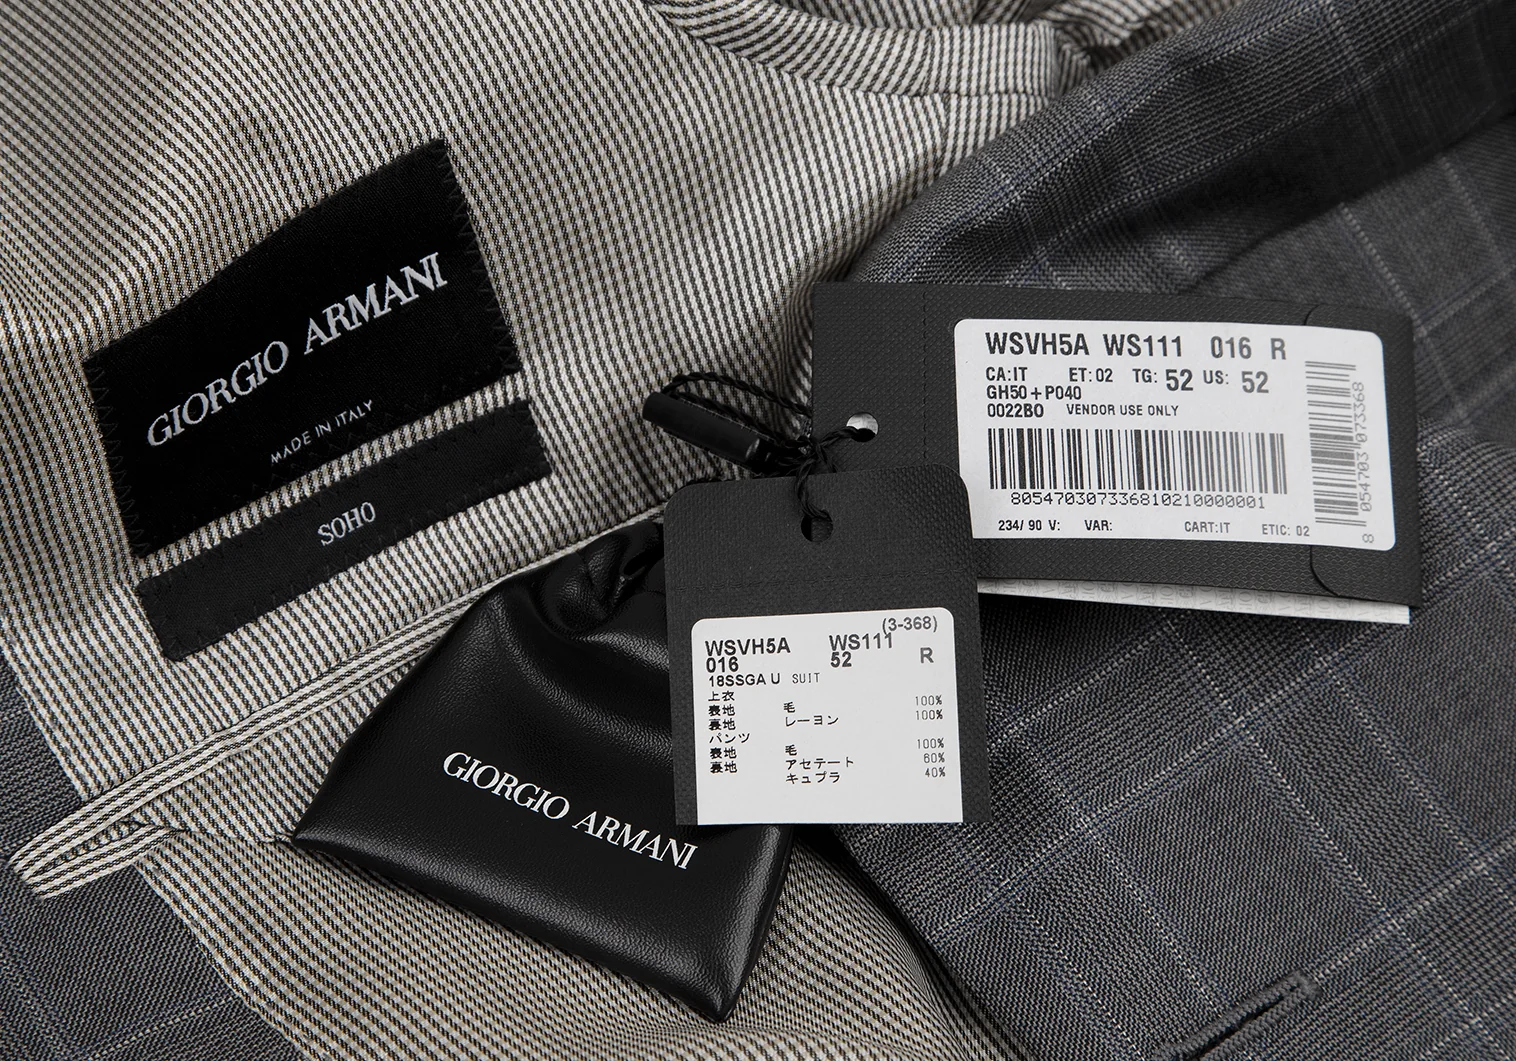 GIORGIO ARMANI
MADE IN ITALY
SOHO
GIORGIO ARMANI
WSVH5A WS111 016 R
CA:IT ET:02 TG: 52 US: 52
GH50+P040
0022BO VENDOR USE ONLY
805470307336810210000001
234/ 90 V: VAR: CART:IT ETIC: 02
8 054703 073368
(3-368)
WSVH5A WS111
016 52 R
18SSGA U SUIT
上衣
表地 毛 100%
裏地 レーヨン 100%
パンツ
表地 毛 100%
裏地 アセテート 60%
キュプラ 40%